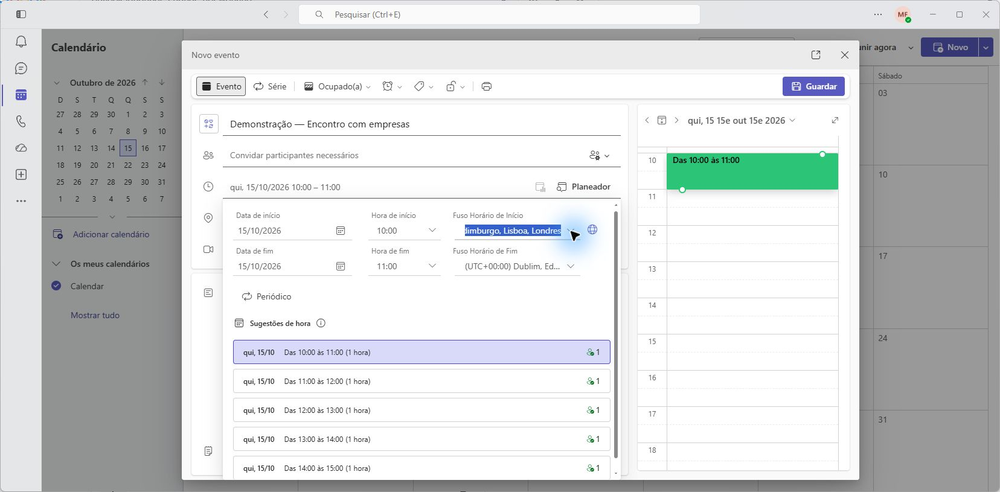 Pesquisar (Ctrl+E)
MF
Calendário
unir agora
Novo
Outubro de 2026
D S T Q Q S S
27 28 29 30 1 2 3
4 5 6 7 8 9 10
11 12 13 14 15 16 17
18 19 20 21 22 23 24
25 26 27 28 29 30 31
1 2 3 4 5 6 7
Adicionar calendário
Os meus calendários
Calendar
Mostrar tudo
Novo evento
Evento
Série
Ocupado(a)
Guardar
Demonstração — Encontro com empresas
Convidar participantes necessários
qui, 15/10/2026 10:00 – 11:00
Planeador
Data de início
Hora de início
Fuso Horário de Início
15/10/2026
10:00
dimburgo, Lisboa, Londres
Data de fim
Hora de fim
Fuso Horário de Fim
15/10/2026
11:00
(UTC+00:00) Dublim, Ed...
Periódico
Sugestões de hora
qui, 15/10 Das 10:00 às 11:00 (1 hora) 1
qui, 15/10 Das 11:00 às 12:00 (1 hora) 1
qui, 15/10 Das 12:00 às 13:00 (1 hora) 1
qui, 15/10 Das 13:00 às 14:00 (1 hora) 1
qui, 15/10 Das 14:00 às 15:00 (1 hora) 1
qui, 15 15e out 15e 2026
10
Das 10:00 às 11:00
11
12
13
14
15
16
17
18
Sábado
03
10
17
24
31